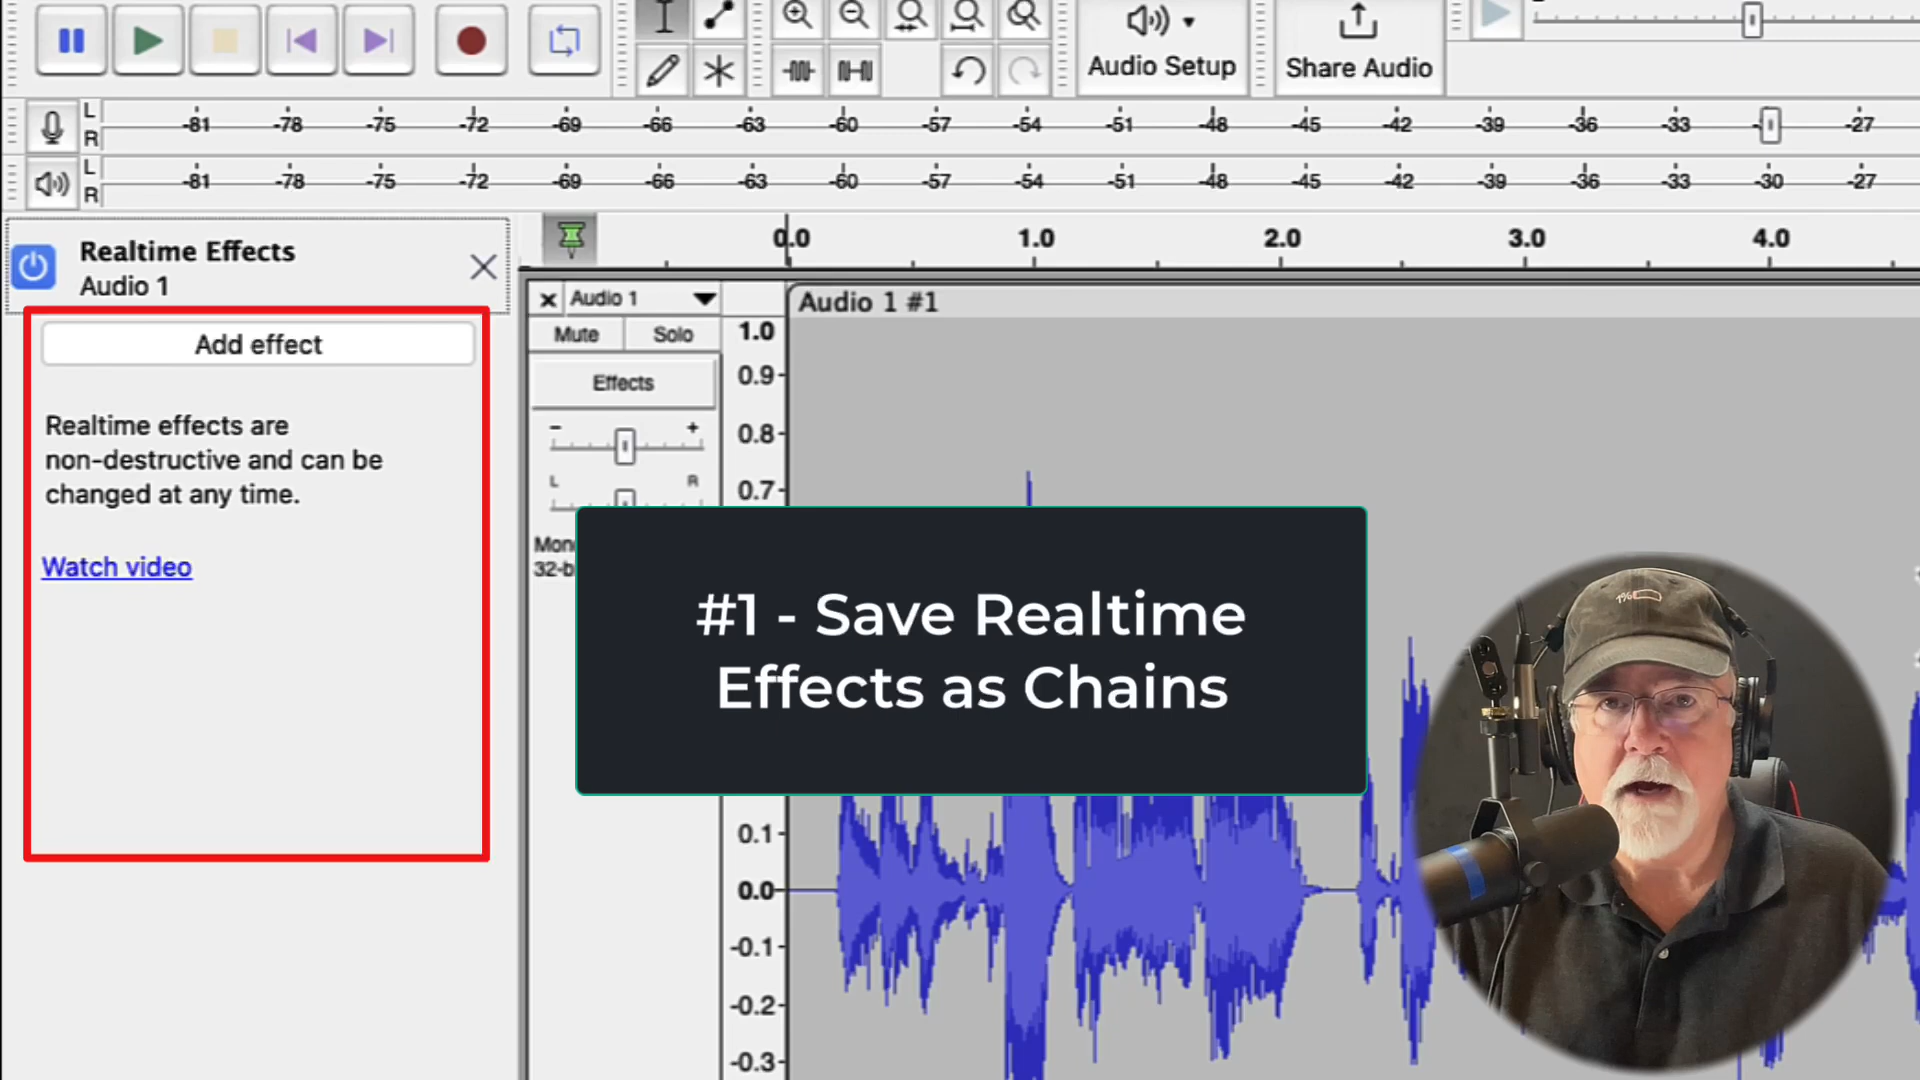 Audio Setup
Share Audio
L
R
-81 -78 -75 -72 -69 -66 -63 -60 -57 -54 -51 -48 -45 -42 -39 -36 -33 -27
L
R
-81 -78 -75 -72 -69 -66 -63 -60 -57 -54 -51 -48 -45 -42 -39 -36 -33 -30 -27
Realtime Effects
Audio 1
Add effect
Realtime effects are
non-destructive and can be
changed at any time.
Watch video
0.0 1.0 2.0 3.0 4.0
Audio 1
Audio 1 #1
Mute Solo
Effects
- +
L R
Mon
32-b
1.0
0.9
0.8
0.7
0.1
0.0
-0.1
-0.2
-0.3
#1 - Save Realtime
Effects as Chains
1%